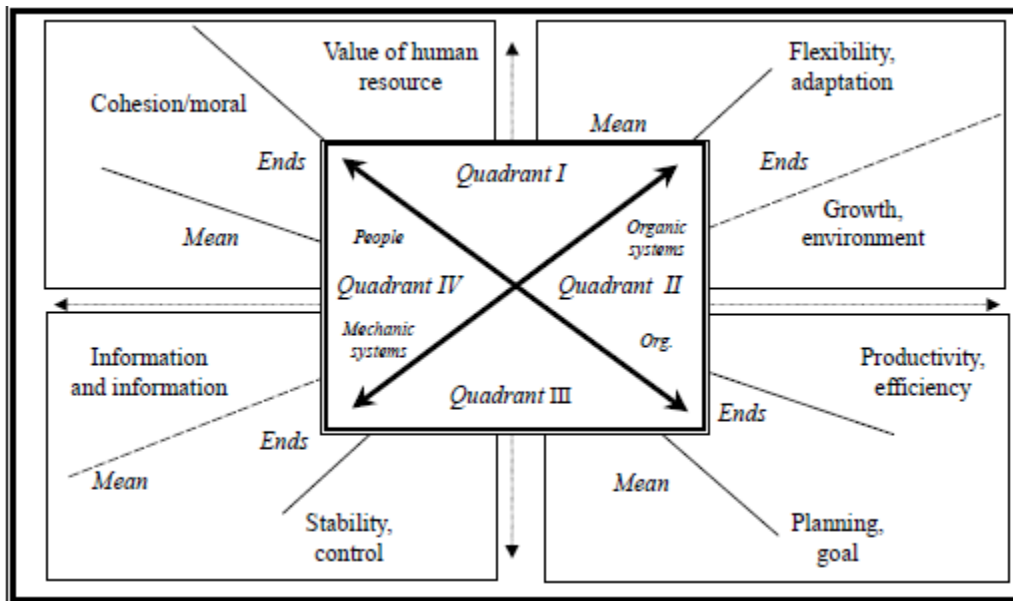 Value of human
resource
Cohesion/moral
Ends
Mean
Flexibility,
adaptation
Mean
Ends
Growth,
environment
Quadrant I
People
Organic
systems
Quadrant IV
Quadrant II
Mechanic
systems
Org.
Quadrant III
Information
and information
Ends
Mean
Stability,
control
Productivity,
efficiency
Ends
Mean
Planning,
goal